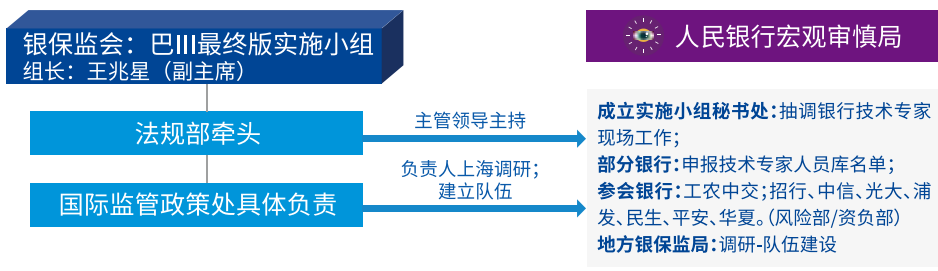 银保监会：巴III最终版实施小组
组长：王兆星（副主席）
人民银行宏观审慎局
法规部牵头
主管领导主持
国际监管政策处具体负责
负责人上海调研；
建立队伍
成立实施小组秘书处：抽调银行技术专家
现场工作；
部分银行：申报技术专家人员库名单；
参会银行：工农中交；招行、中信、光大、浦
发、民生、平安、华夏。（风险部/资负部）
地方银保监局：调研-队伍建设